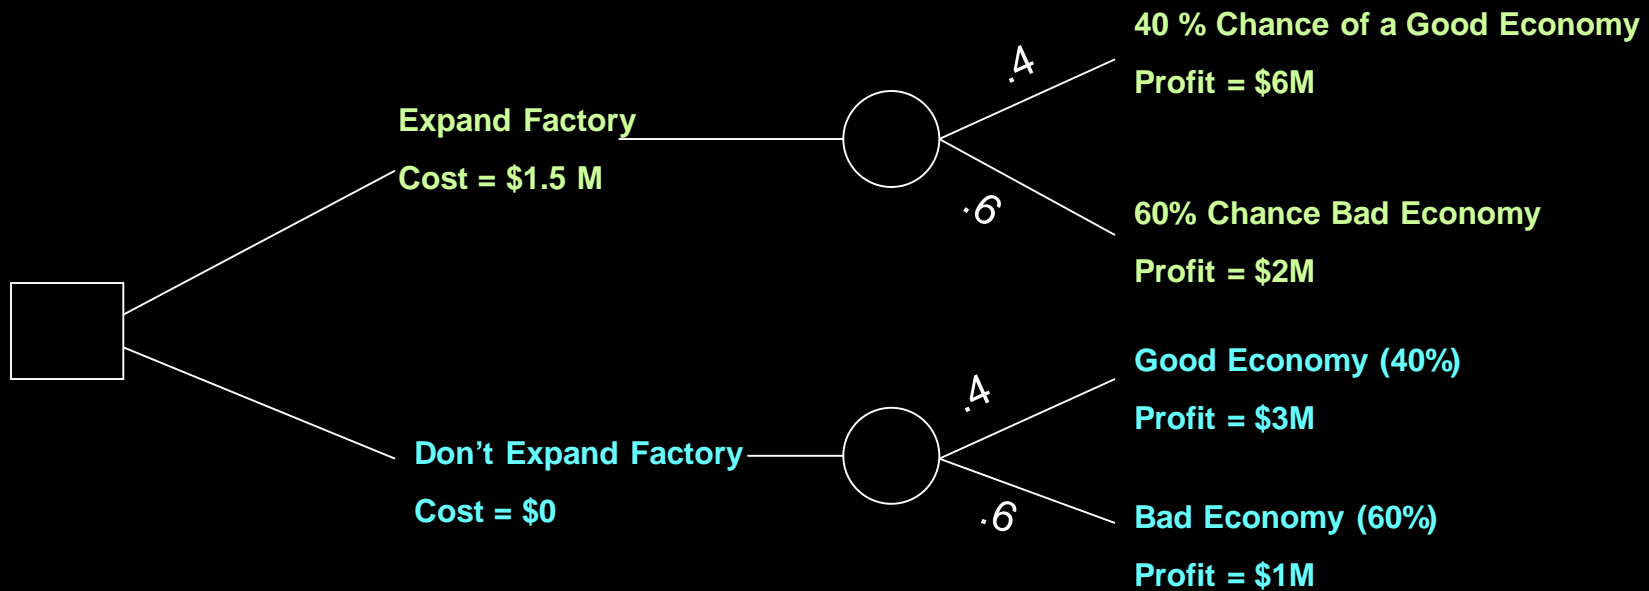 40 % Chance of a Good Economy
Profit = $6M
.4
Expand Factory
Cost = $1.5 M
.6
60% Chance Bad Economy
Profit = $2M
Good Economy (40%)
Profit = $3M
.4
Don’t Expand Factory
Cost = $0
.6
Bad Economy (60%)
Profit = $1M